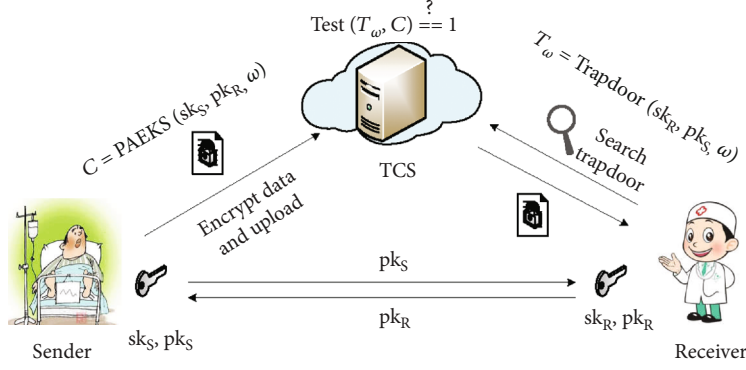 ?
Test (T_ω, C) == 1
C = PAEKS (sk_S, pk_R, ω)
T_ω = Trapdoor (sk_R, pk_S, ω)
Search
trapdoor
TCS
Encrypt data
and upload
pk_S
pk_R
sk_S, pk_S
sk_R, pk_R
Sender
Receiver